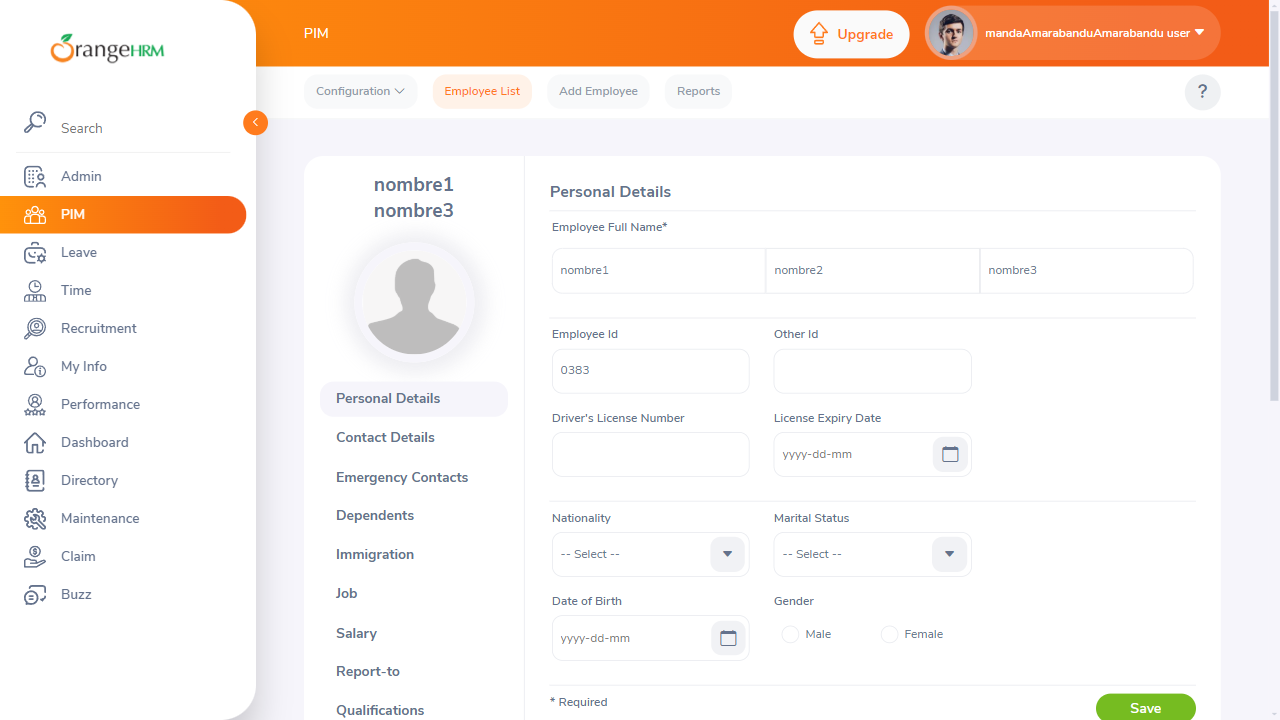 OrangeHRM
Search
Admin
PIM
Leave
Time
Recruitment
My Info
Performance
Dashboard
Directory
Maintenance
Claim
Buzz
PIM
Upgrade
mandaAmarabanduAmarabandu user
Configuration
Employee List
Add Employee
Reports
?
nombre1
nombre3
Personal Details
Contact Details
Emergency Contacts
Dependents
Immigration
Job
Salary
Report-to
Qualifications
Personal Details
Employee Full Name*
nombre1 nombre2 nombre3
Employee Id Other Id
0383
Driver's License Number License Expiry Date
yyyy-dd-mm
Nationality Marital Status
-- Select -- -- Select --
Date of Birth Gender
yyyy-dd-mm Male Female
* Required
Save